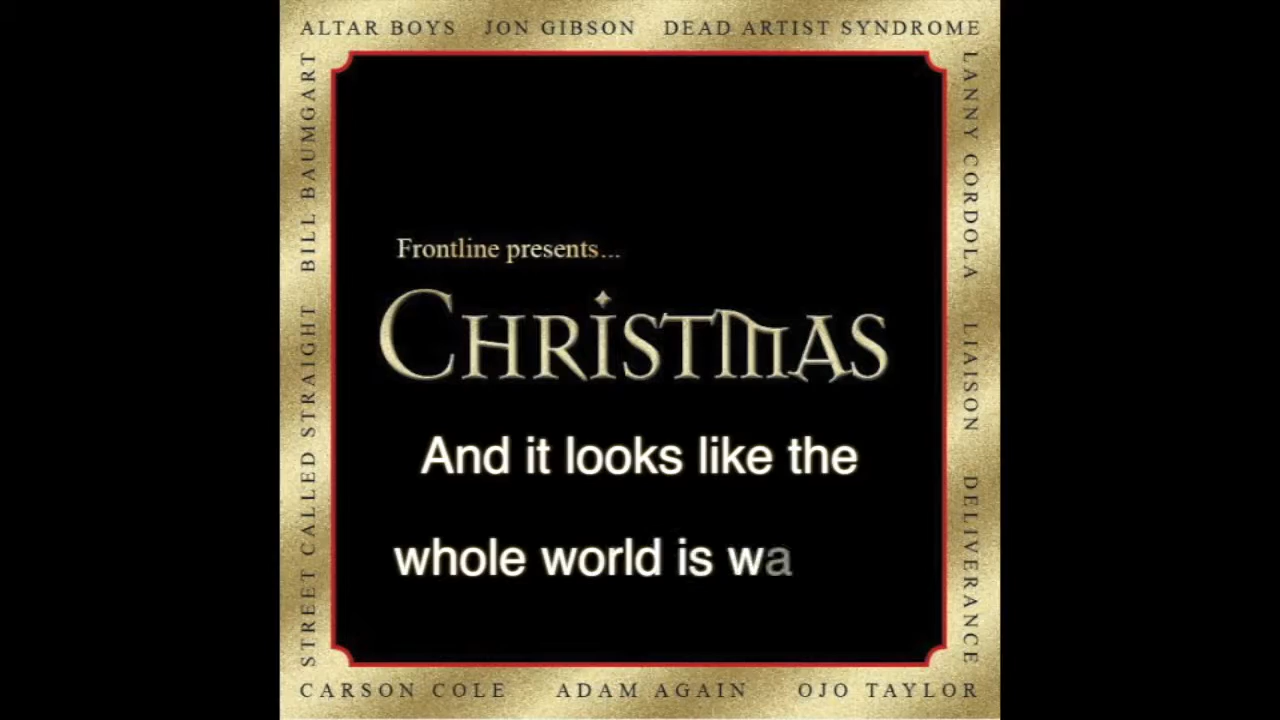 ALTAR BOYS JON GIBSON DEAD ARTIST SYNDROME
STREET CALLED STRAIGHT BILL BAUMGART
LANNY CORDOLA LIAISON DELIVERANCE
Frontline presents...
CHRISTMAS
And it looks like the
whole world is wa
CARSON COLE ADAM AGAIN OJO TAYLOR